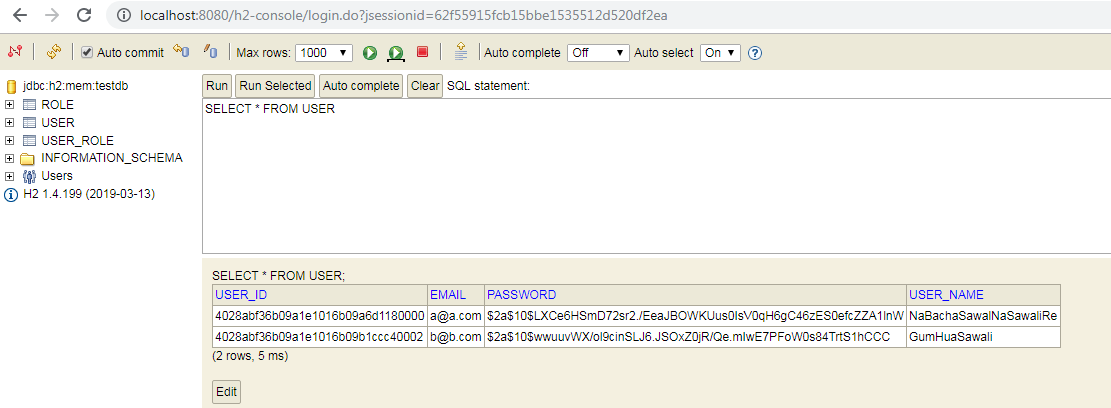 localhost:8080/h2-console/login.do?jsessionid=62f55915fcb15bbe1535512d520df2ea
Auto commit Max rows: 1000 Auto complete Off Auto select On ?
jdbc:h2:mem:testdb
ROLE
USER
USER_ROLE
INFORMATION_SCHEMA
Users
H2 1.4.199 (2019-03-13)
Run Run Selected Auto complete Clear SQL statement:
SELECT * FROM USER
SELECT * FROM USER;
USER_ID EMAIL PASSWORD USER_NAME
4028abf36b09a1e1016b09a6d1180000 a@a.com $2a$10$LXCe6HSmD72sr2./EeaJBOWKUus0IsV0qH6gC46zES0efcZZA1InW NaBachaSawalNaSawaliRe
4028abf36b09a1e1016b09b1ccc40002 b@b.com $2a$10$wwuuvWX/oI9cinSLJ6.JSOxZ0jR/Qe.mIwE7PFoW0s84TrtS1hCCC GumHuaSawali
(2 rows, 5 ms)
Edit